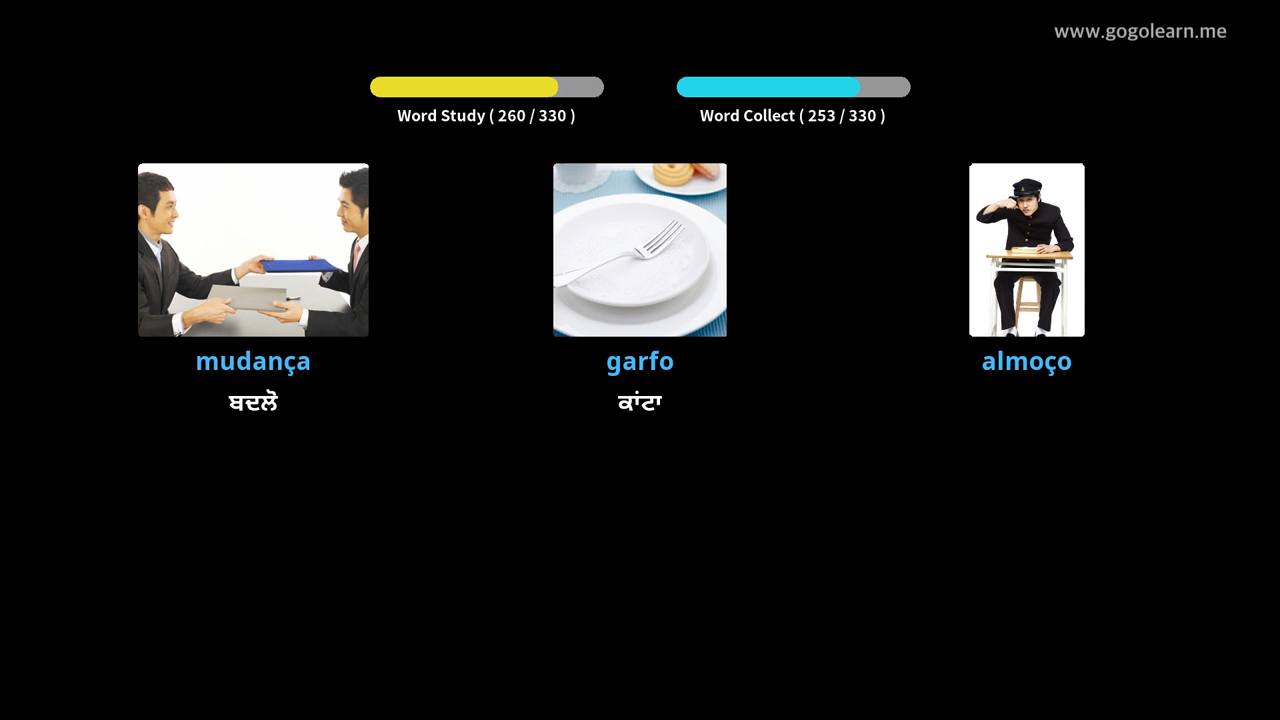 www.gogolearn.me
Word Study ( 260 / 330 )
Word Collect ( 253 / 330 )
mudança
garfo
almoço
ਬਦਲੋ
ਕਾਂਟਾ